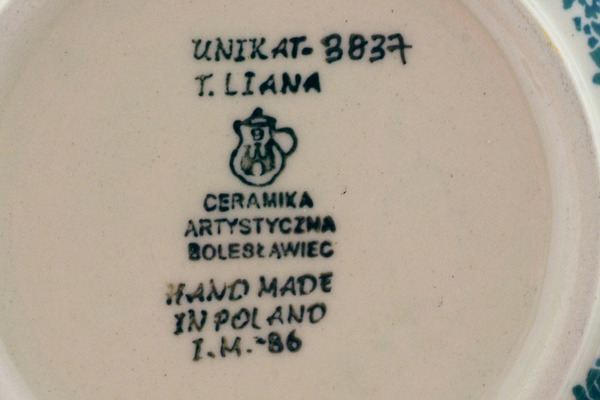 UNIKAT- 3837
T. LIANA
CERAMIKA
ARTYSTYCZNA
BOLESŁAWIEC
HAND MADE
IN POLAND
I.M.-86